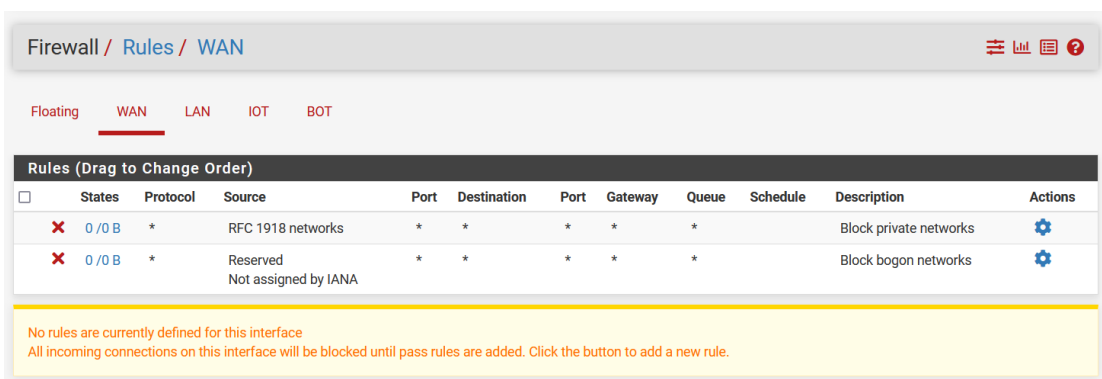 Firewall / Rules / WAN
Floating WAN LAN IOT BOT
Rules (Drag to Change Order)
States Protocol Source Port Destination Port Gateway Queue Schedule Description Actions
0 /0 B * RFC 1918 networks * * * * * Block private networks
0 /0 B * Reserved * * * * * Block bogon networks
Not assigned by IANA
No rules are currently defined for this interface
All incoming connections on this interface will be blocked until pass rules are added. Click the button to add a new rule.